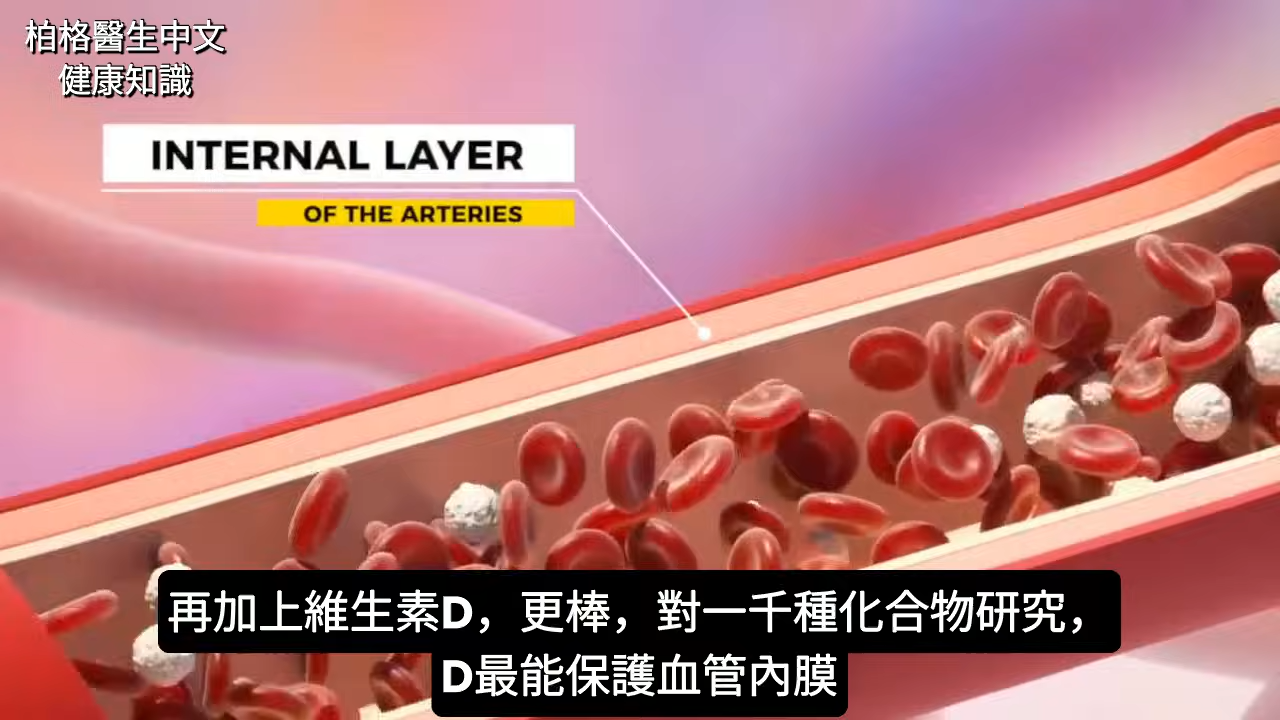 柏格醫生中文
健康知識
INTERNAL LAYER
OF THE ARTERIES
再加上維生素D，更棒，對一千種化合物研究，
D最能保護血管內膜